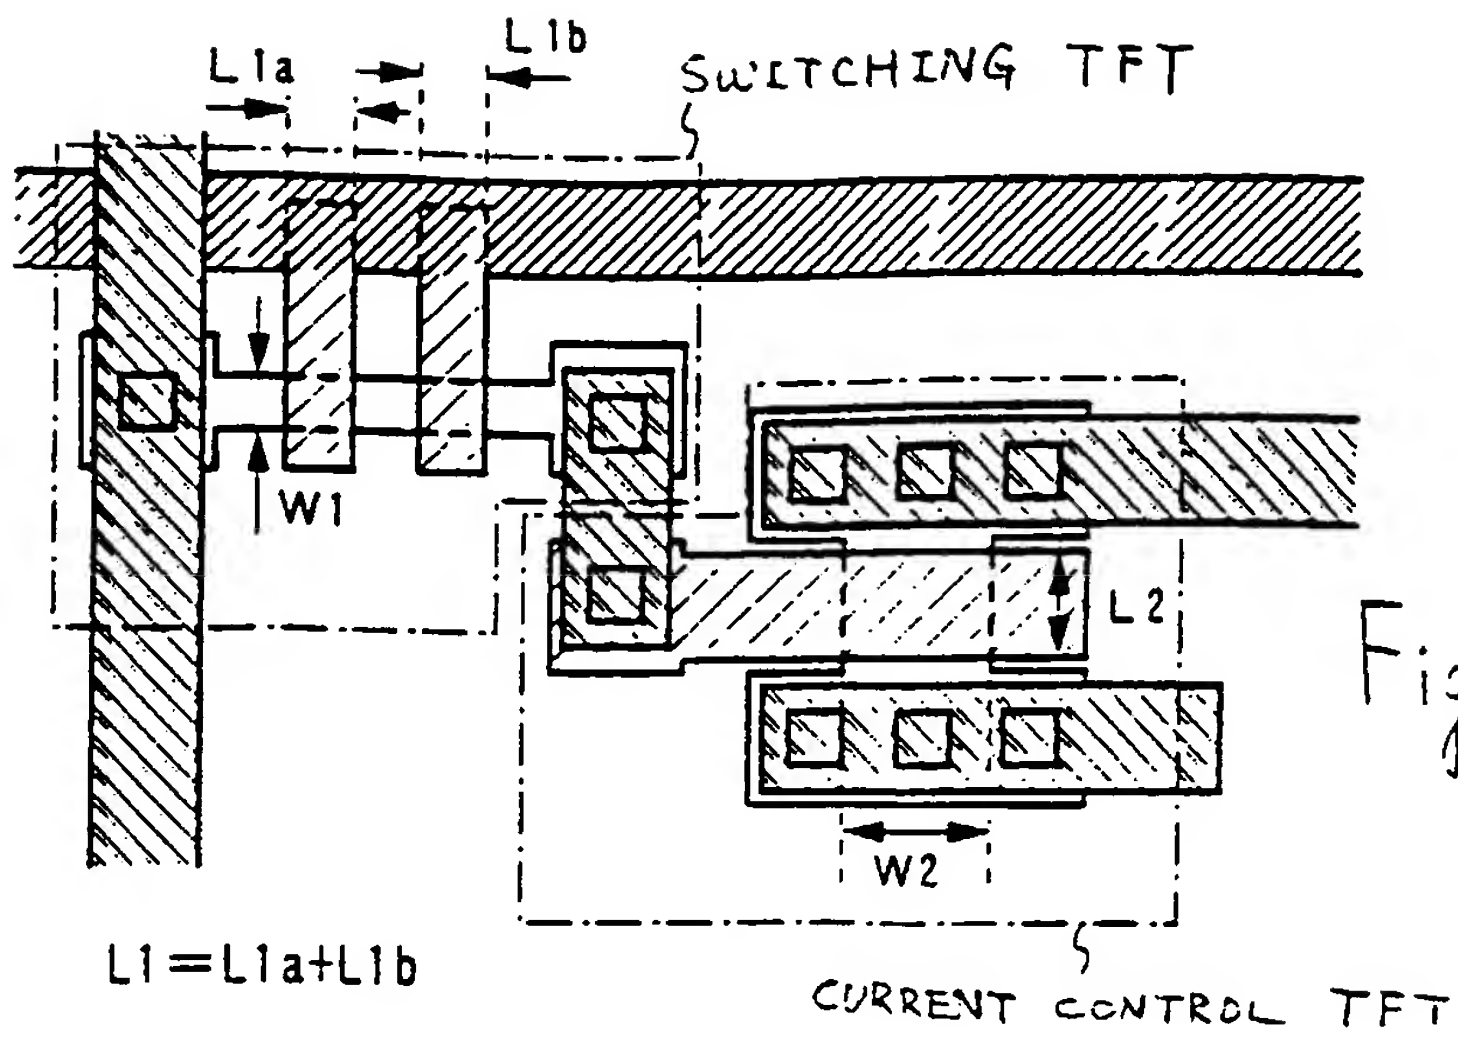 L1b
L1a
SWITCHING TFT
W1
L2
W2
L1=L1a+L1b
CURRENT CONTROL TFT